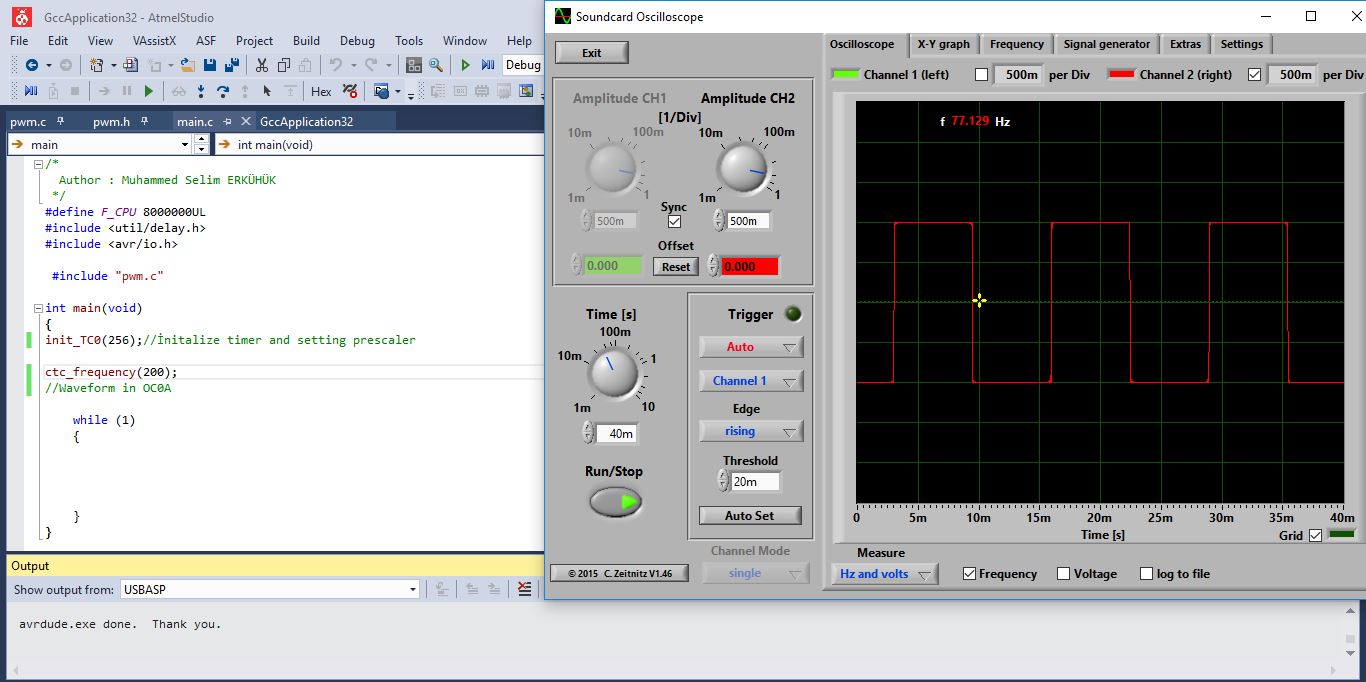 GccApplication32 - AtmelStudio
File Edit View VAssistX ASF Project Build Debug Tools Window Help
Debug
Hex
pwm.c pwm.h main.c GccApplication32
main int main(void)
/*
Author : Muhammed Selim ERKÜHÜK
*/
#define F_CPU 8000000UL
#include <util/delay.h>
#include <avr/io.h>
#include "pwm.c"
int main(void)
{
init_TC0(256);//İnitalize timer and setting prescaler
ctc_frequency(200);
//Waveform in OC0A
while (1)
{
}
}
Output
Show output from: USBASP
avrdude.exe done.  Thank you.
Soundcard Oscilloscope
Exit
Amplitude CH1 Amplitude CH2
[1/Div]
10m 100m 10m 100m
1m 1 1m 1
Sync
500m 500m
Offset
0.000 Reset 0.000
Time [s]
100m
10m 1
1m 10
40m
Run/Stop
Trigger
Auto
Channel 1
Edge
rising
Threshold
20m
Auto Set
Channel Mode
single
© 2015 C. Zeitnitz V1.46
Oscilloscope X-Y graph Frequency Signal generator Extras Settings
Channel 1 (left) 500m per Div Channel 2 (right) 500m per Div
f 77.129 Hz
0 5m 10m 15m 20m 25m 30m 35m 40m
Time [s]
Grid
Measure
Hz and volts Frequency Voltage log to file